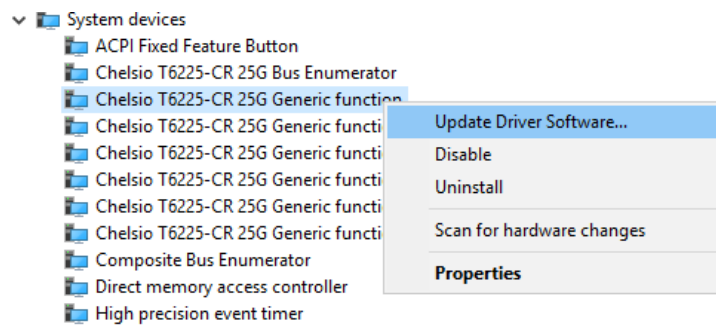 System devices
ACPI Fixed Feature Button
Chelsio T6225-CR 25G Bus Enumerator
Chelsio T6225-CR 25G Generic function
Chelsio T6225-CR 25G Generic functi
Chelsio T6225-CR 25G Generic functi
Chelsio T6225-CR 25G Generic functi
Chelsio T6225-CR 25G Generic functi
Chelsio T6225-CR 25G Generic functi
Composite Bus Enumerator
Direct memory access controller
High precision event timer
Update Driver Software...
Disable
Uninstall
Scan for hardware changes
Properties